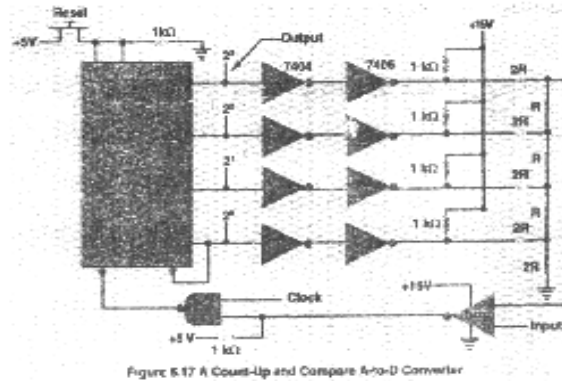 Reset
+5V
1kΩ
Output
+15V
2³
7404
7406
1 kΩ
2R
R
2²
1 kΩ
2R
R
2¹
1 kΩ
2R
R
2⁰
1 kΩ
2R
2R
+15V
Clock
+5 V
1 kΩ
Input
Figure 6.17 A Count-Up and Compare A-to-D Converter